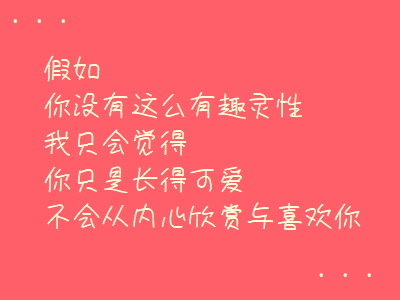 . . .
假如
你没有这么有趣灵性
我只会觉得
你只是长得可爱
不会从内心欣赏与喜欢你
. . .